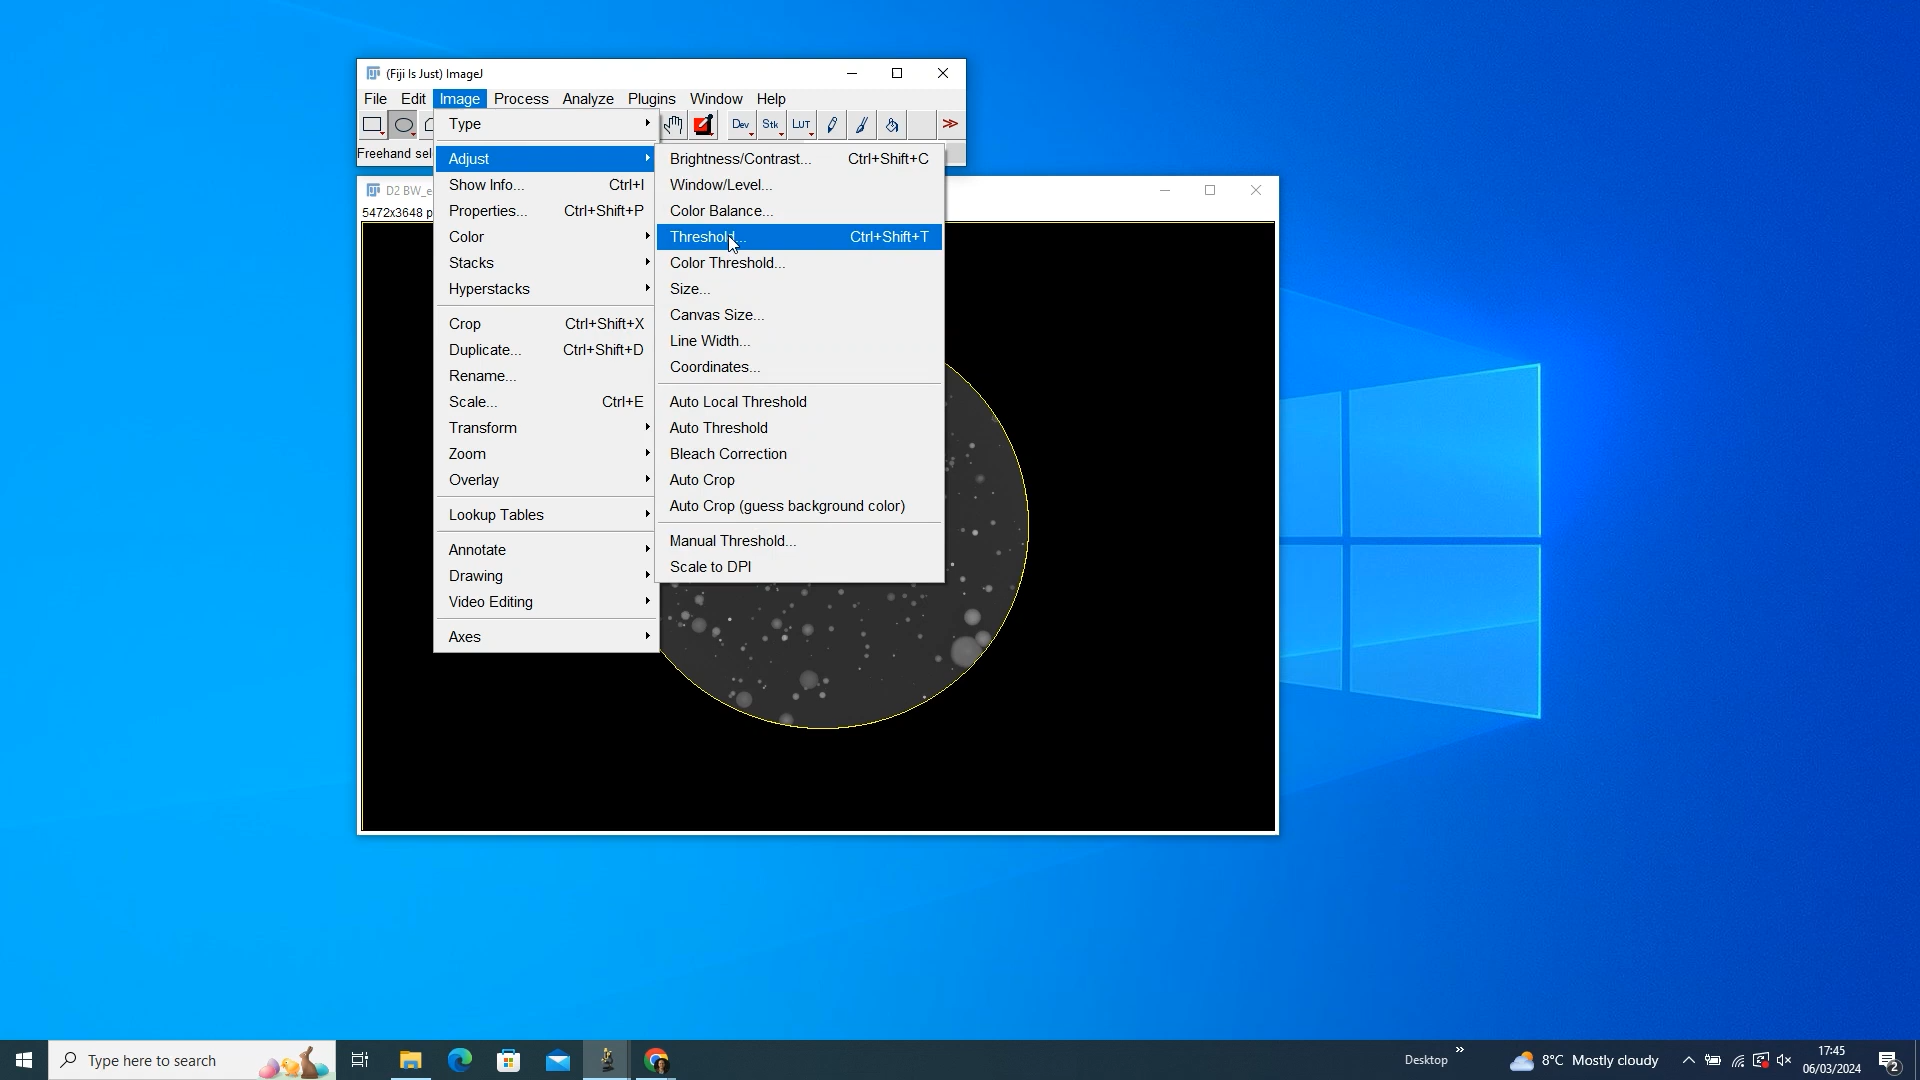 (Fiji Is Just) ImageJ
File Edit Image Process Analyze Plugins Window Help
Dev Stk LUT
Freehand sel
D2 BW_e
5472x3648 p
Type
Adjust
Show Info... Ctrl+I
Properties... Ctrl+Shift+P
Color
Stacks
Hyperstacks
Crop Ctrl+Shift+X
Duplicate... Ctrl+Shift+D
Rename...
Scale... Ctrl+E
Transform
Zoom
Overlay
Lookup Tables
Annotate
Drawing
Video Editing
Axes
Brightness/Contrast... Ctrl+Shift+C
Window/Level...
Color Balance...
Threshold... Ctrl+Shift+T
Color Threshold...
Size...
Canvas Size...
Line Width...
Coordinates...
Auto Local Threshold
Auto Threshold
Bleach Correction
Auto Crop
Auto Crop (guess background color)
Manual Threshold...
Scale to DPI
Type here to search
Desktop
8°C Mostly cloudy
17:45
06/03/2024
2